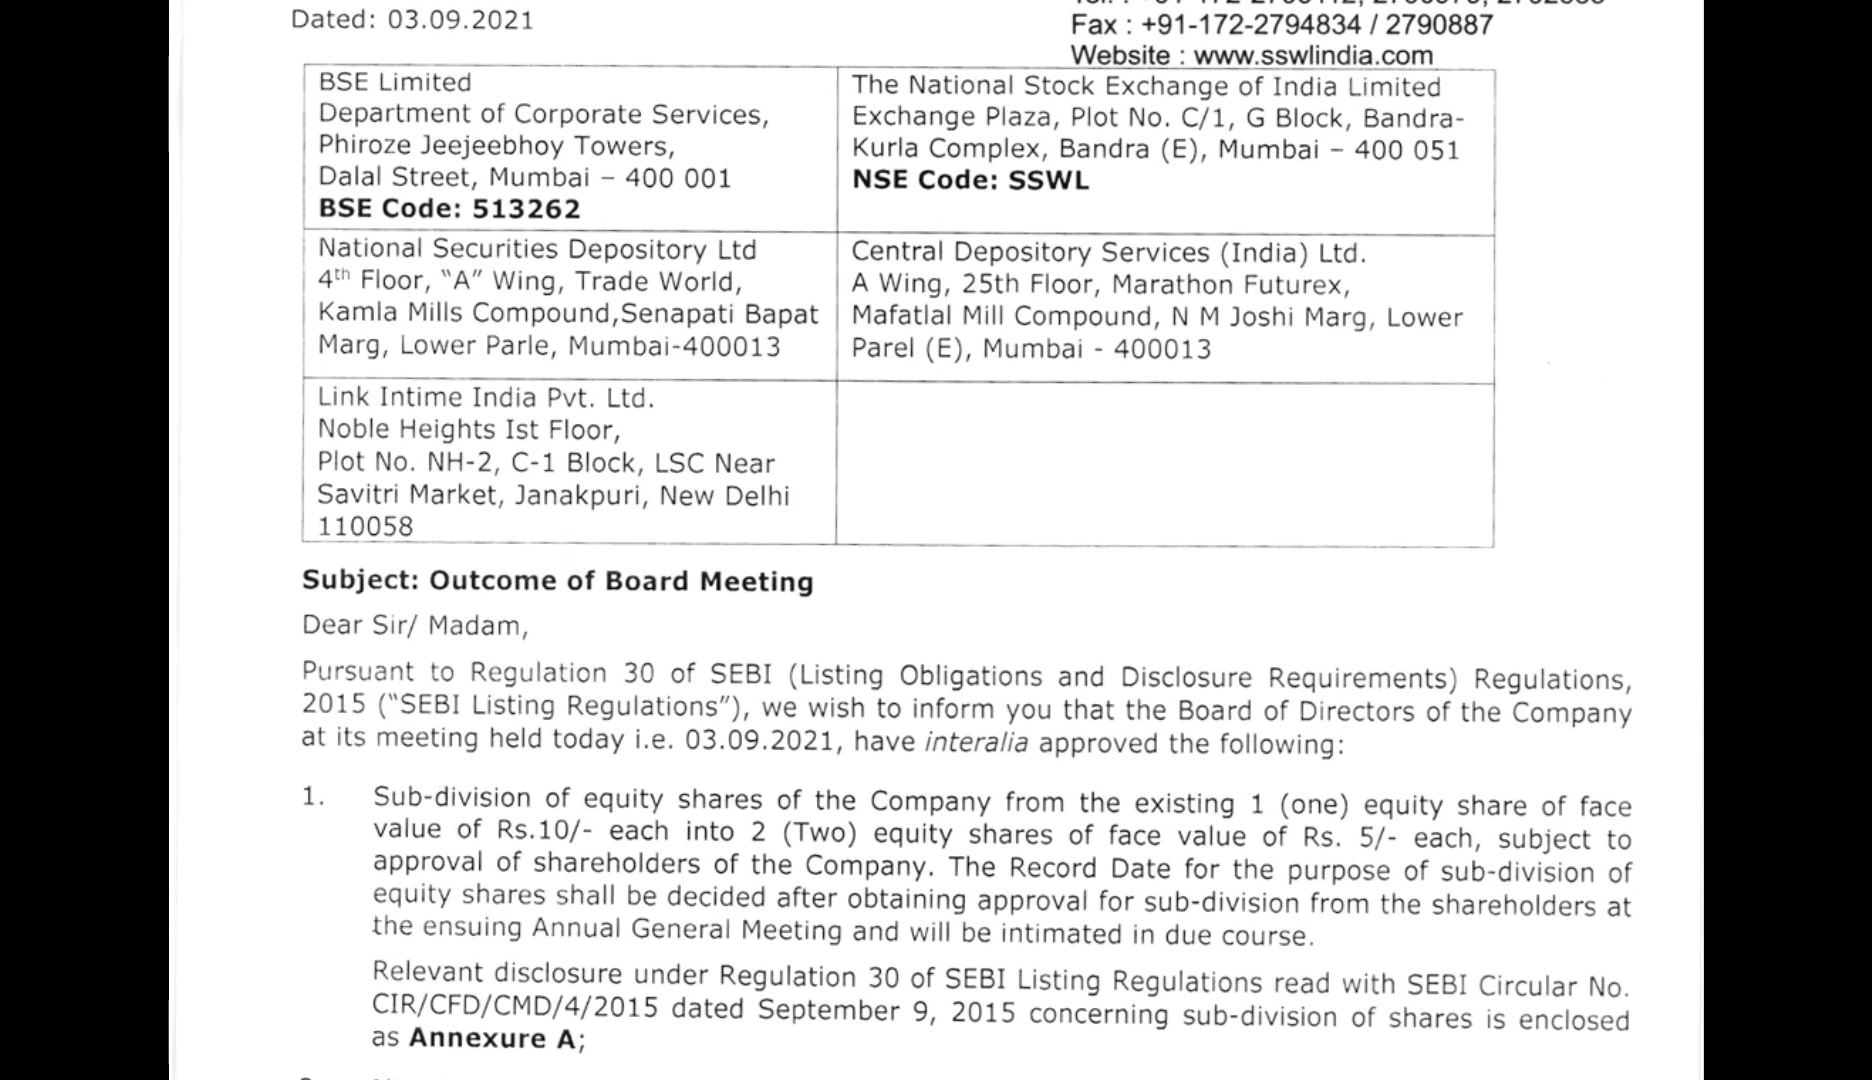 Dated: 03.09.2021
Fax : +91-172-2794834 / 2790887
Website : www.sswlindia.com
BSE Limited
Department of Corporate Services,
Phiroze Jeejeebhoy Towers,
Dalal Street, Mumbai – 400 001
BSE Code: 513262
The National Stock Exchange of India Limited
Exchange Plaza, Plot No. C/1, G Block, Bandra-
Kurla Complex, Bandra (E), Mumbai – 400 051
NSE Code: SSWL
National Securities Depository Ltd
4th Floor, “A” Wing, Trade World,
Kamla Mills Compound,Senapati Bapat
Marg, Lower Parle, Mumbai-400013
Central Depository Services (India) Ltd.
A Wing, 25th Floor, Marathon Futurex,
Mafatlal Mill Compound, N M Joshi Marg, Lower
Parel (E), Mumbai - 400013
Link Intime India Pvt. Ltd.
Noble Heights Ist Floor,
Plot No. NH-2, C-1 Block, LSC Near
Savitri Market, Janakpuri, New Delhi
110058
Subject: Outcome of Board Meeting
Dear Sir/ Madam,
Pursuant to Regulation 30 of SEBI (Listing Obligations and Disclosure Requirements) Regulations,
2015 (“SEBI Listing Regulations”), we wish to inform you that the Board of Directors of the Company
at its meeting held today i.e. 03.09.2021, have interalia approved the following:
1. Sub-division of equity shares of the Company from the existing 1 (one) equity share of face
value of Rs.10/- each into 2 (Two) equity shares of face value of Rs. 5/- each, subject to
approval of shareholders of the Company. The Record Date for the purpose of sub-division of
equity shares shall be decided after obtaining approval for sub-division from the shareholders at
the ensuing Annual General Meeting and will be intimated in due course.
Relevant disclosure under Regulation 30 of SEBI Listing Regulations read with SEBI Circular No.
CIR/CFD/CMD/4/2015 dated September 9, 2015 concerning sub-division of shares is enclosed
as Annexure A;